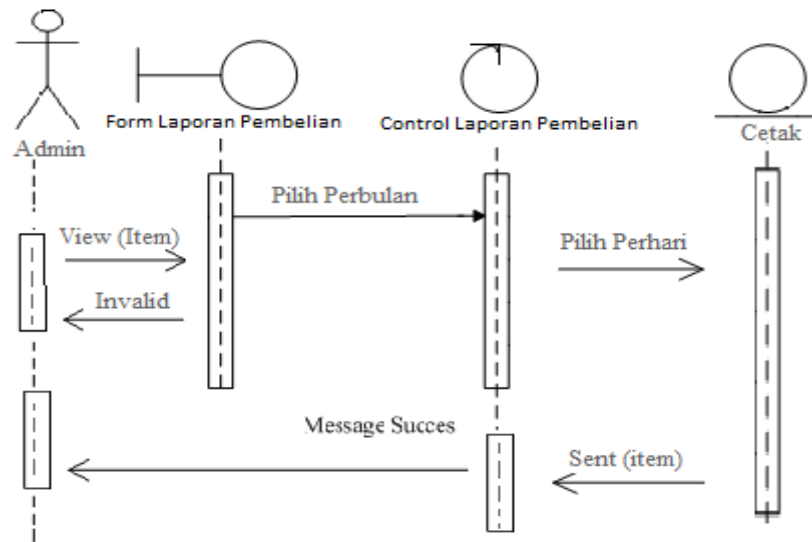 Admin
Form Laporan Pembelian
Control Laporan Pembelian
Cetak
Pilih Perbulan
View (Item)
Pilih Perhari
Invalid
Message Succes
Sent (item)